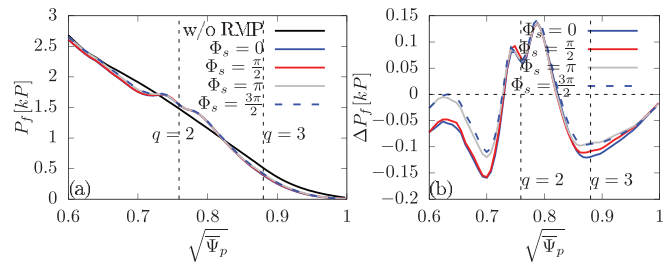 3
2.5
2
1.5
1
0.5
0
P_f [kP]
w/o RMP
Φ_s = 0
Φ_s = π/2
Φ_s = π
Φ_s = 3π/2
q = 2
q = 3
(a)
0.6 0.7 0.8 0.9 1
√Ψ̅_p
0.15
0.1
0.05
0
−0.05
−0.1
−0.15
−0.2
ΔP_f [kP]
Φ_s = 0
Φ_s = π/2
Φ_s = π
Φ_s = 3π/2
q = 2
q = 3
(b)
0.6 0.7 0.8 0.9 1
√Ψ̅_p